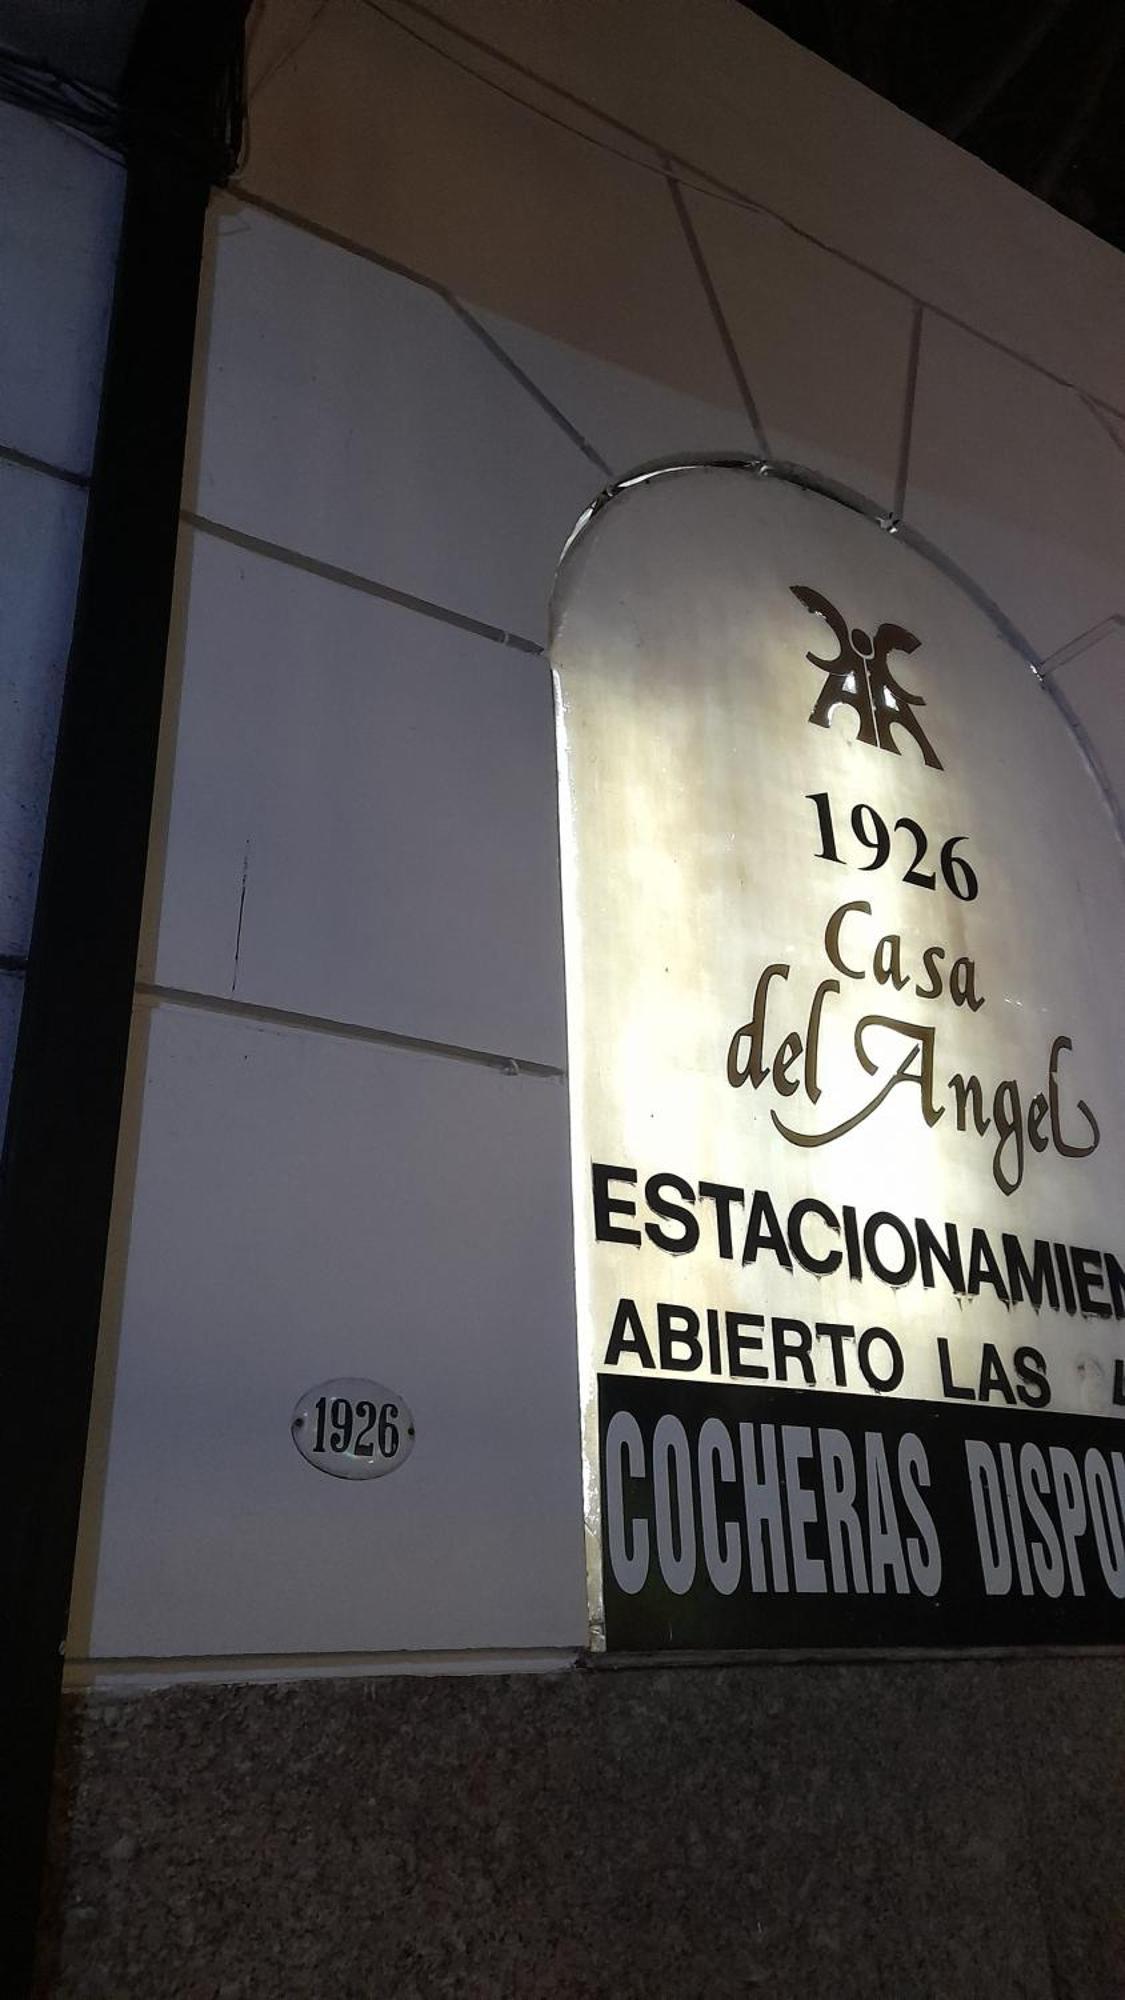 1926
Casa
del Angel
ESTACIONAMIEN
ABIERTO LAS
COCHERAS DISPO
1926